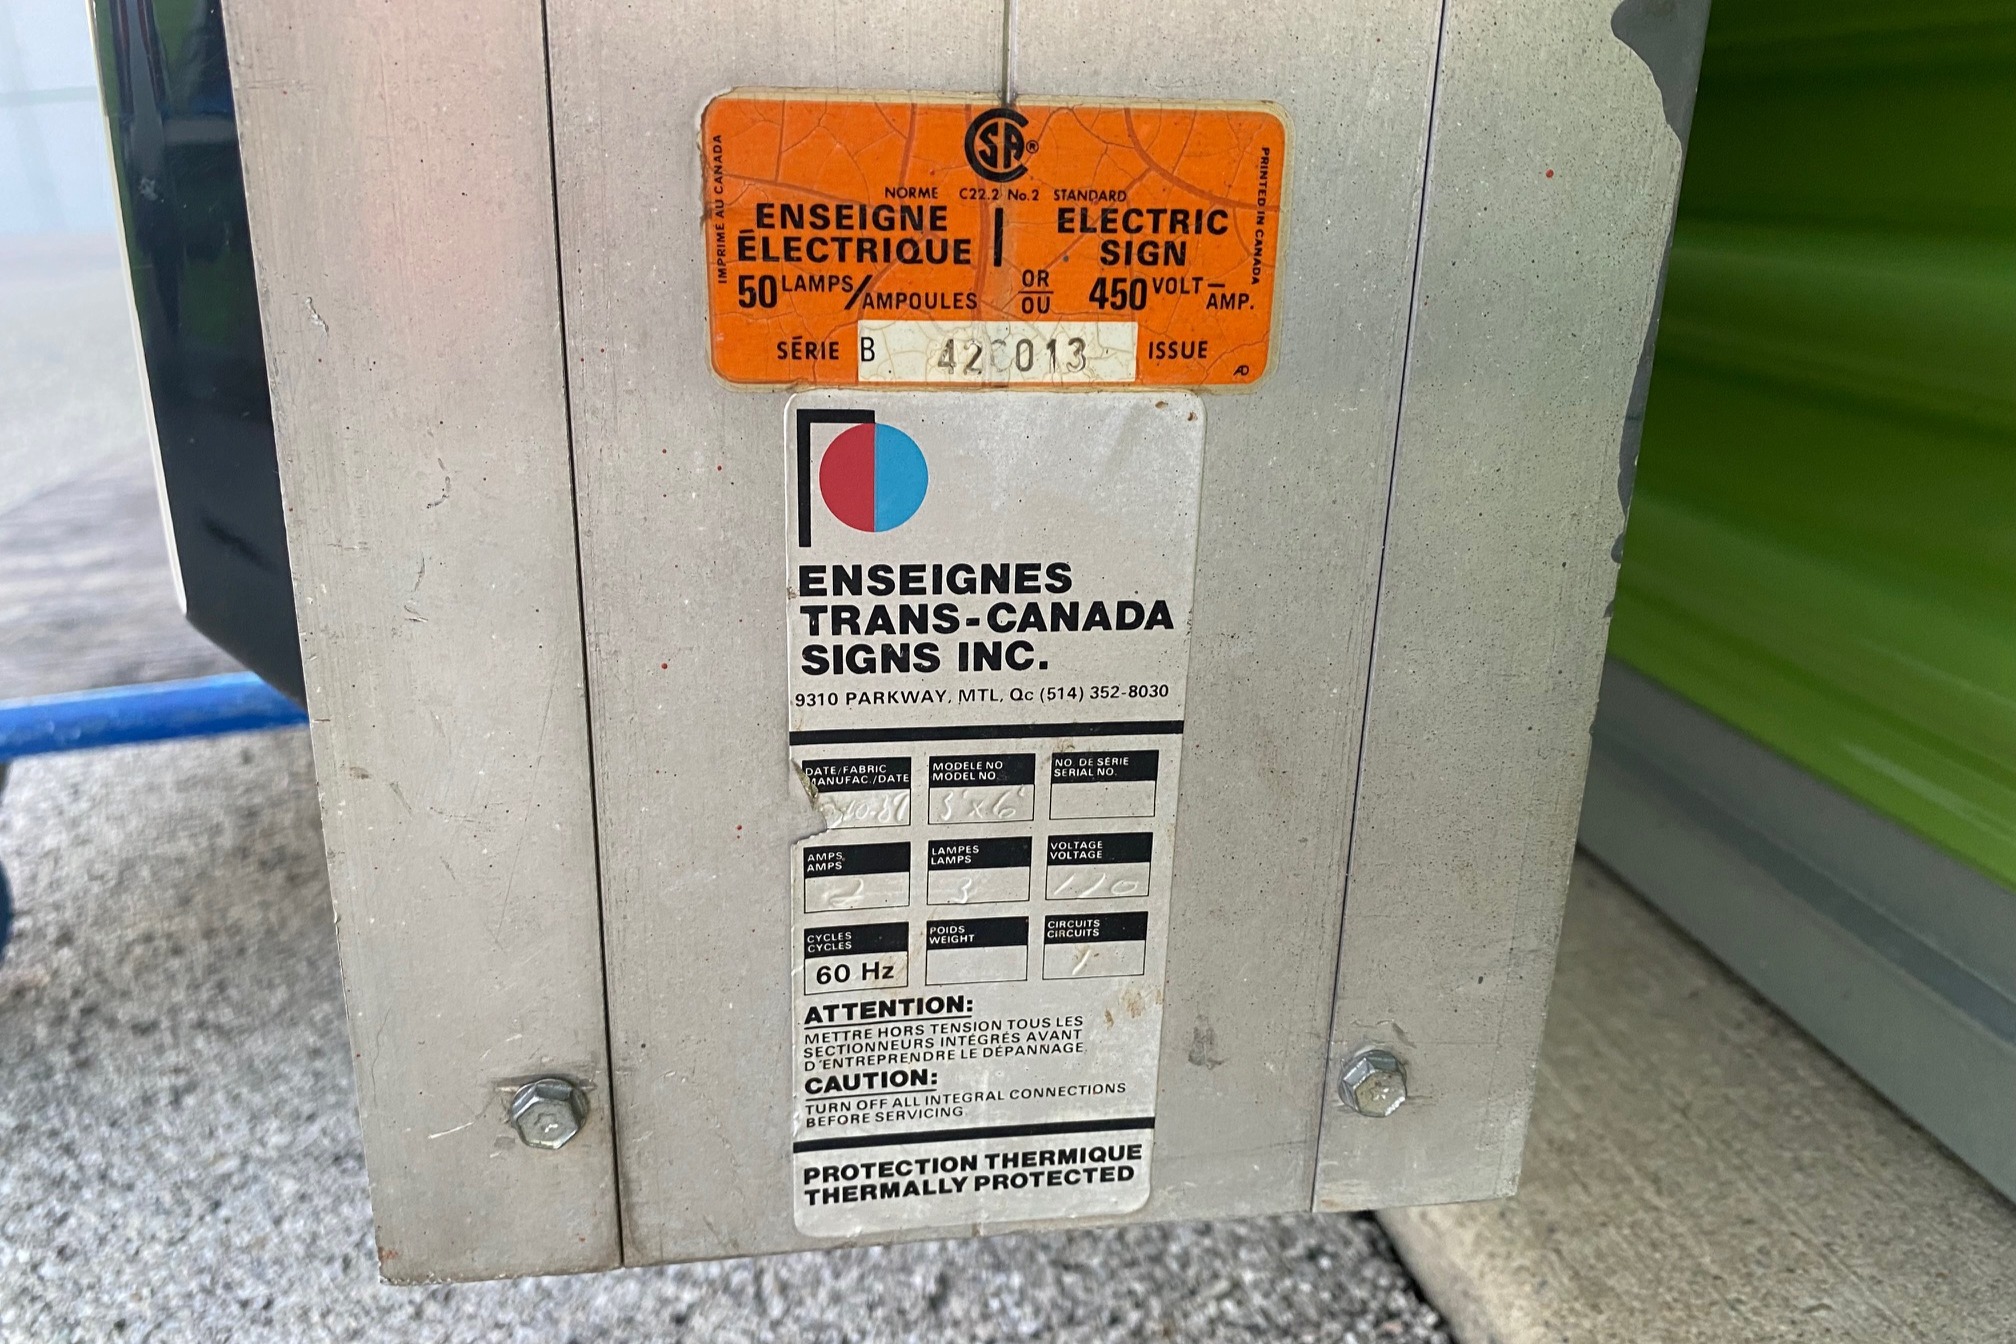 CSA®
NORME C22.2 No.2 STANDARD
IMPRIMÉ AU CANADA
ENSEIGNE ÉLECTRIQUE
ELECTRIC SIGN
PRINTED IN CANADA
50 LAMPS/AMPOULES OR/OU 450 VOLT-AMP.
SÉRIE B ISSUE
ENSEIGNES
TRANS-CANADA
SIGNS INC.
9310 PARKWAY, MTL, Qc (514) 352-8030
DATE/FABRIC
MANUFAC./DATE
MODELE NO
MODEL NO.
3'x6'
NO. DE SÉRIE
SERIAL NO.
AMPS.
AMPS
2
LAMPES
LAMPS
3
VOLTAGE
VOLTAGE
110
CYCLES
CYCLES
60 Hz
POIDS
WEIGHT
CIRCUITS
CIRCUITS
1
ATTENTION:
METTRE HORS TENSION TOUS LES
SECTIONNEURS INTÉGRÉS AVANT
D'ENTREPRENDRE LE DÉPANNAGE.
CAUTION:
TURN OFF ALL INTEGRAL CONNECTIONS
BEFORE SERVICING
PROTECTION THERMIQUE
THERMALLY PROTECTED